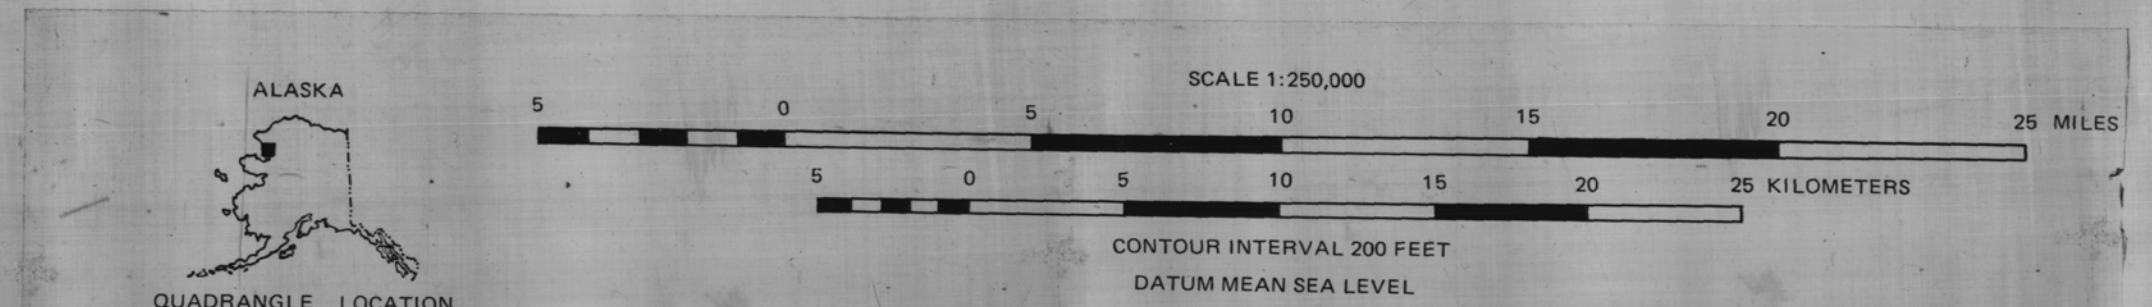 ALASKA
QUADRANGLE LOCATION
SCALE 1:250,000
5 0 5 10 15 20 25 MILES
5 0 5 10 15 20 25 KILOMETERS
CONTOUR INTERVAL 200 FEET
DATUM MEAN SEA LEVEL